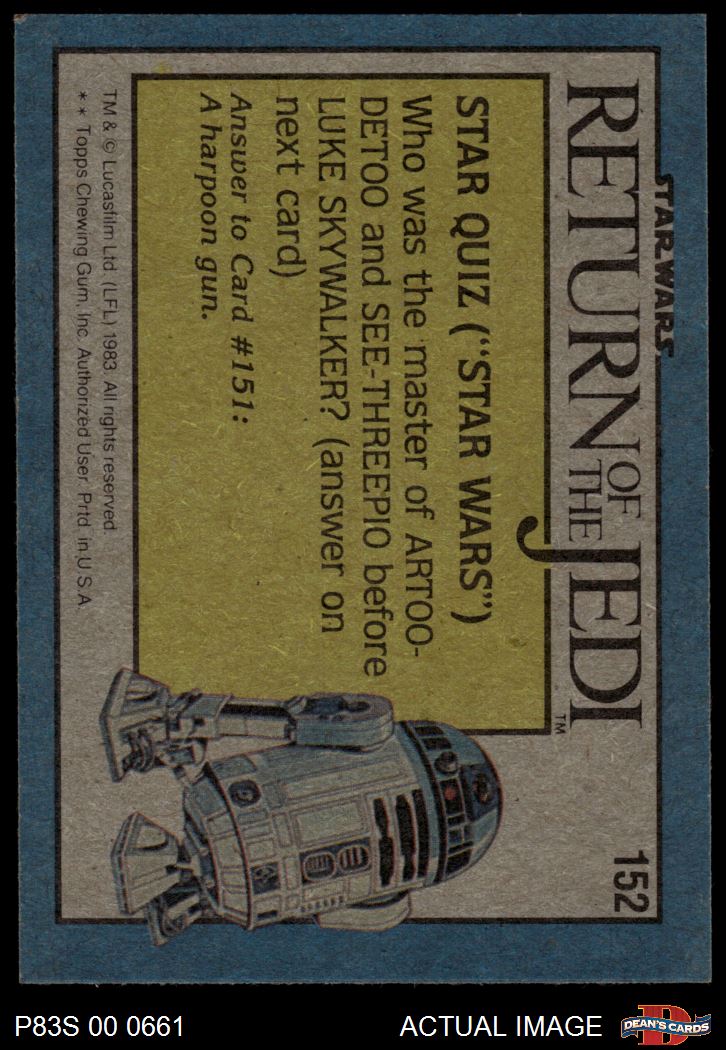 STAR WARS
RETURN OF THE JEDI TM
152
STAR QUIZ ("STAR WARS")
Who was the master of ARTOO-
DETOO and SEE-THREEPIO before
LUKE SKYWALKER? (answer on
next card)
Answer to Card #151:
A harpoon gun.
TM & © Lucasfilm Ltd. (LFL) 1983. All rights reserved.
** Topps Chewing Gum, Inc. Authorized User. Prtd. in U.S.A.
P83S 00 0661
ACTUAL IMAGE
D
DEAN'S CARDS